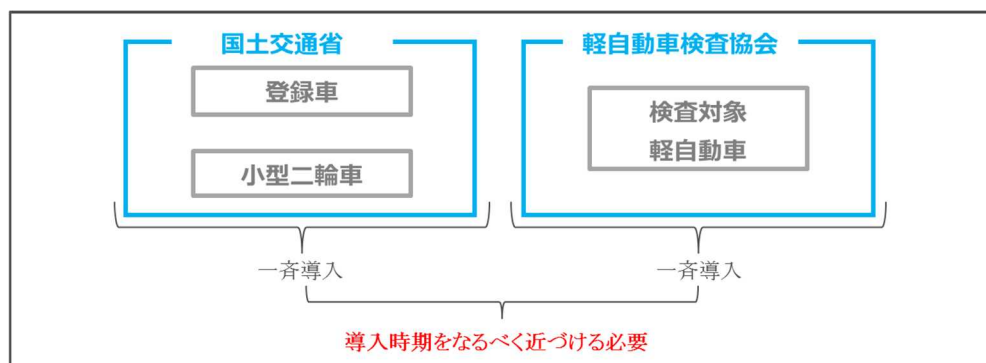 国土交通省
登録車
小型二輪車
一斉導入
軽自動車検査協会
検査対象
軽自動車
一斉導入
導入時期をなるべく近づける必要